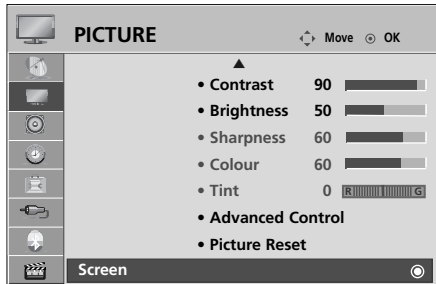 PICTURE Move OK
• Contrast 90
• Brightness 50
• Sharpness 60
• Colour 60
• Tint 0 R G
• Advanced Control
• Picture Reset
Screen